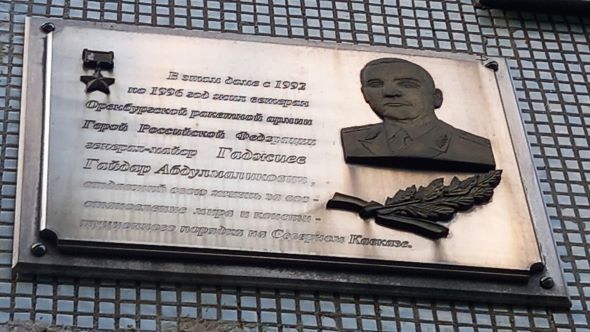 В этом доме с 1992
по 1996 год жил ветеран
Оренбургской ракетной армии
Герой Российской Федерации
генерал-майор Гаджиев
Гайдар Абдулмаликович,
отдавший свою жизнь за вос-
становление мира и консти-
туционного порядка на Северном Кавказе.